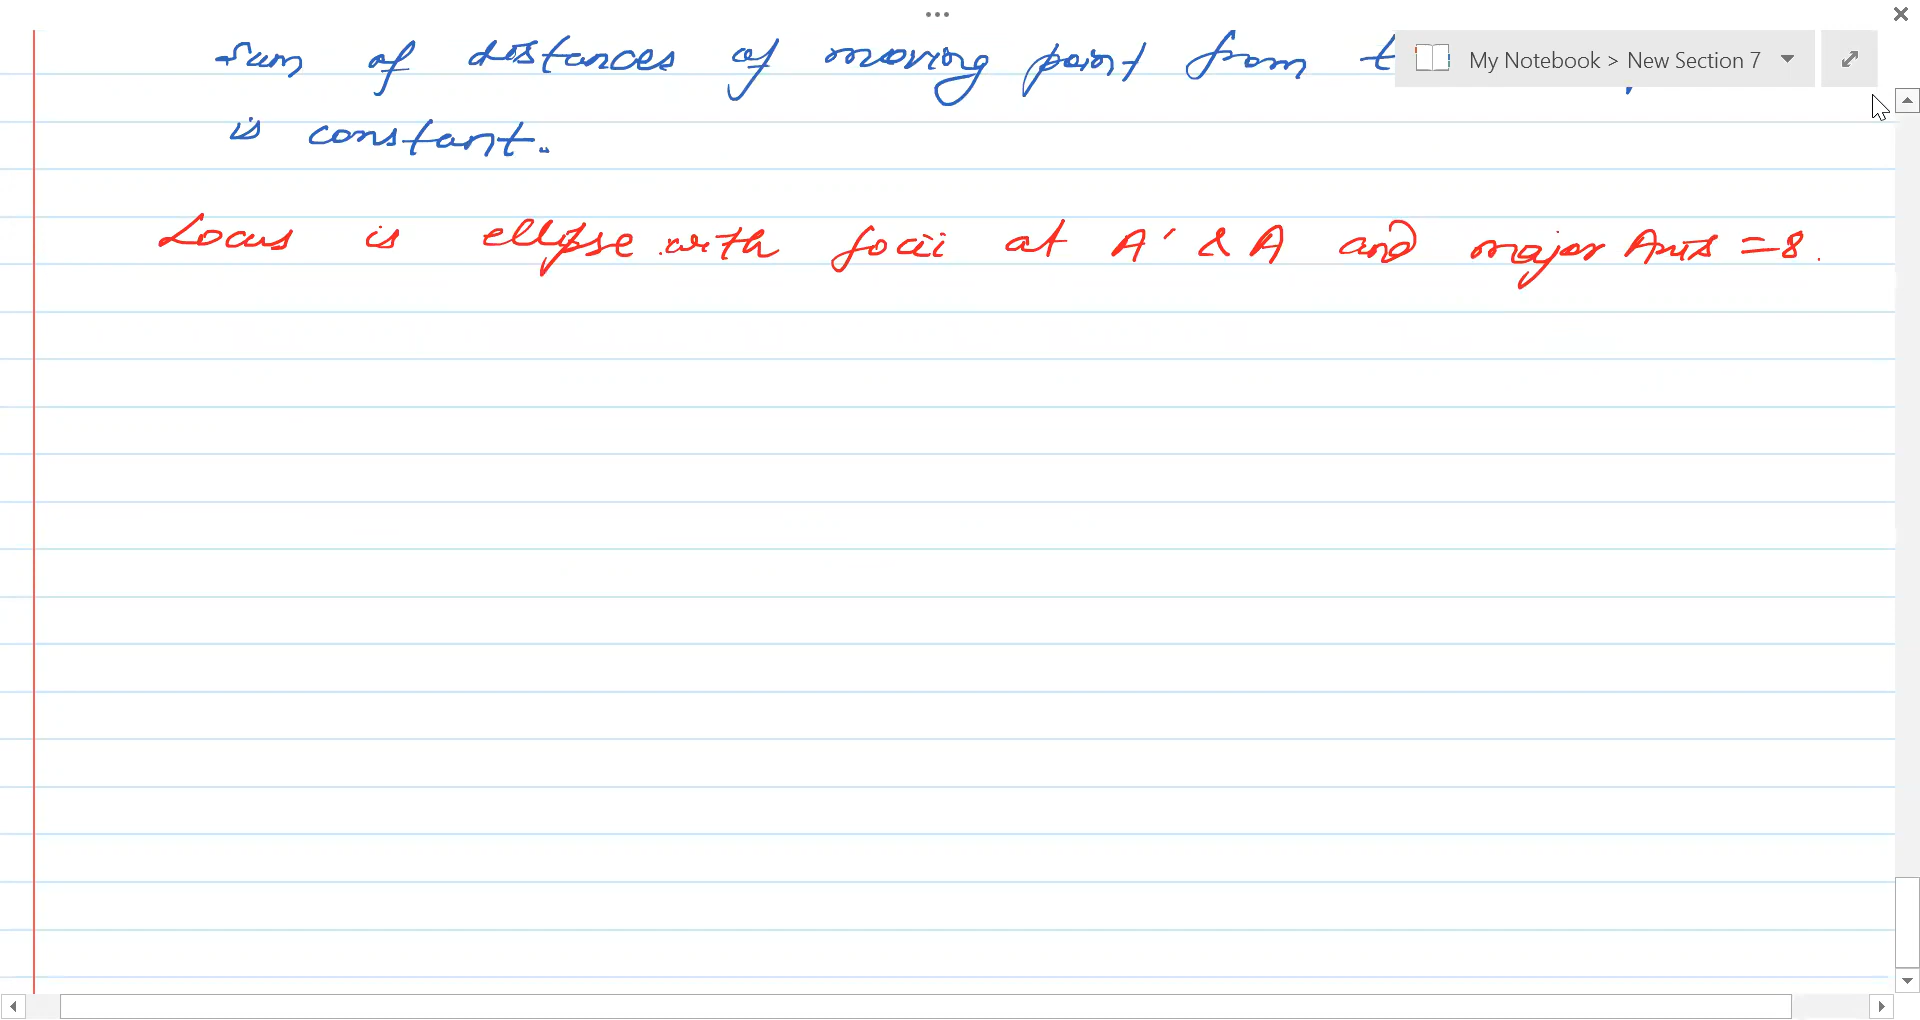 Sum of distances of moving point from t
My Notebook > New Section 7
is constant.
Locus is ellipse with focii at A' & A and major Axis = 8.